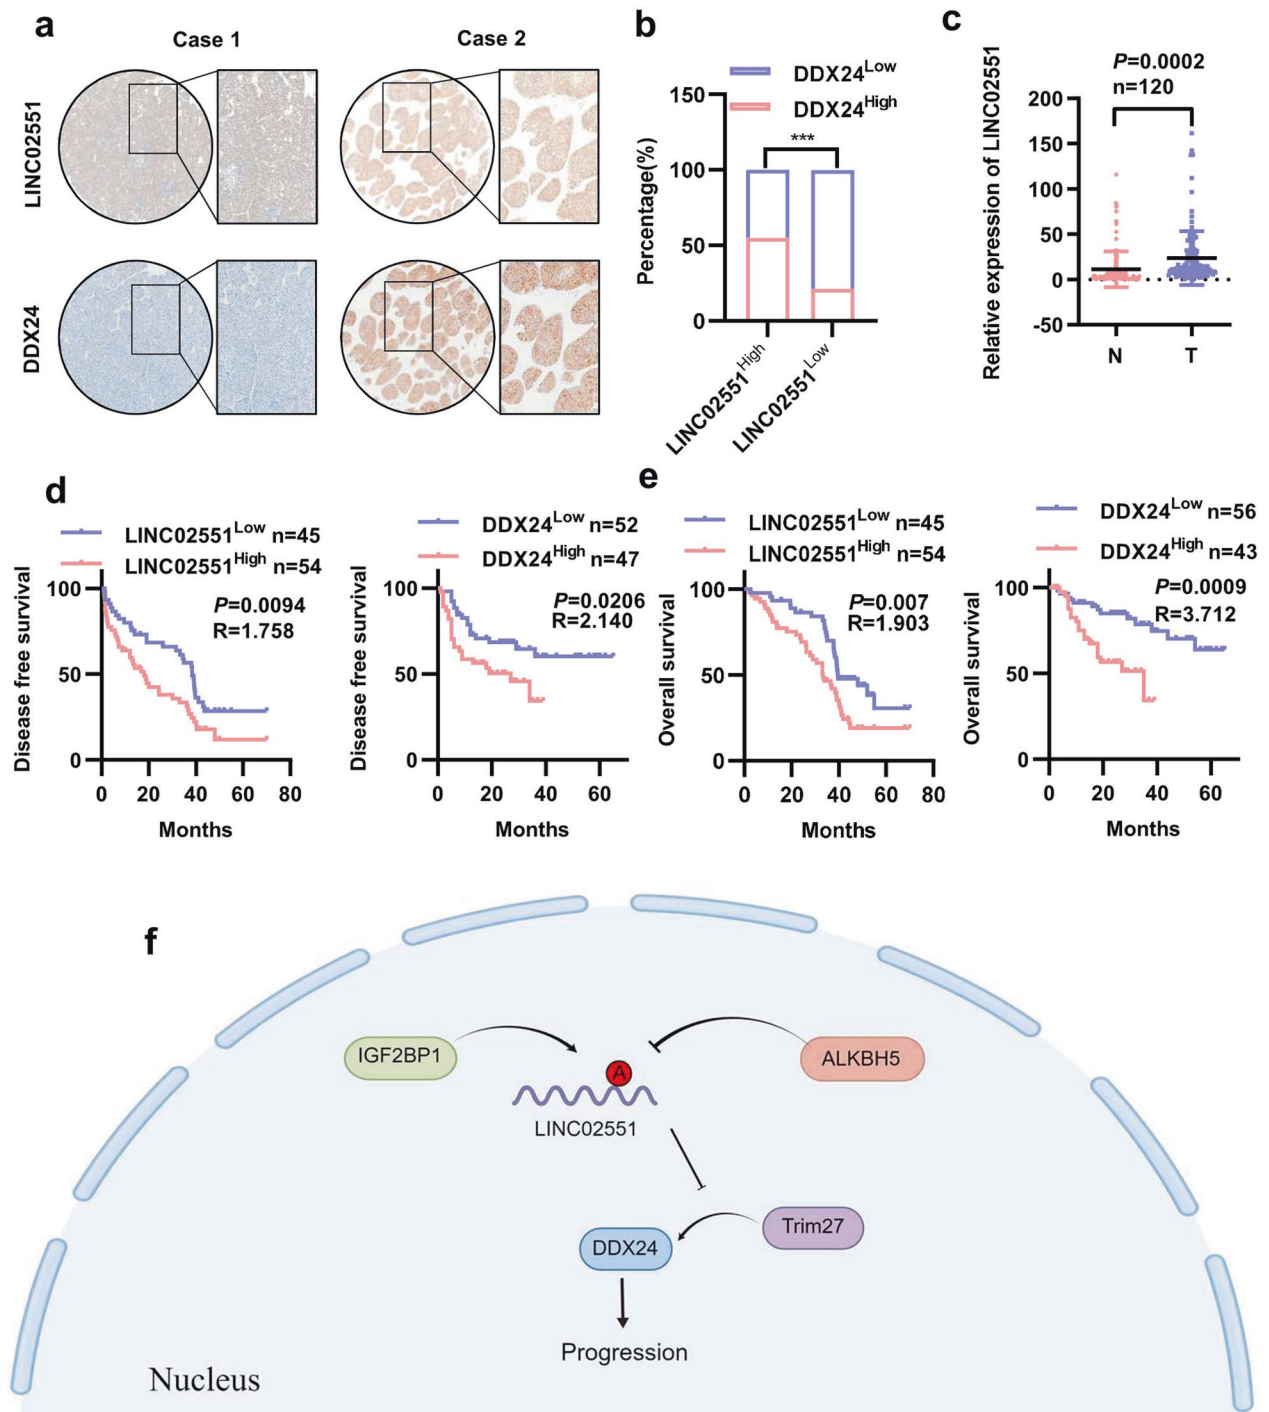 a
Case 1
Case 2
LINC02551
DDX24
b
DDX24Low
DDX24High
***
Percentage(%)
150
100
50
0
LINC02551High
LINC02551Low
c
P=0.0002
n=120
Relative expression of LINC02551
200
150
100
50
0
-50
N
T
d
LINC02551Low n=45
LINC02551High n=54
P=0.0094
R=1.758
Disease free survival
100
50
0
0 20 40 60 80
Months
DDX24Low n=52
DDX24High n=47
P=0.0206
R=2.140
Disease free survival
100
50
0
0 20 40 60
Months
e
LINC02551Low n=45
LINC02551High n=54
P=0.007
R=1.903
Overall survival
100
50
0
0 20 40 60 80
Months
DDX24Low n=56
DDX24High n=43
P=0.0009
R=3.712
Overall survival
100
50
0
0 20 40 60
Months
f
IGF2BP1
ALKBH5
A
LINC02551
Trim27
DDX24
Progression
Nucleus